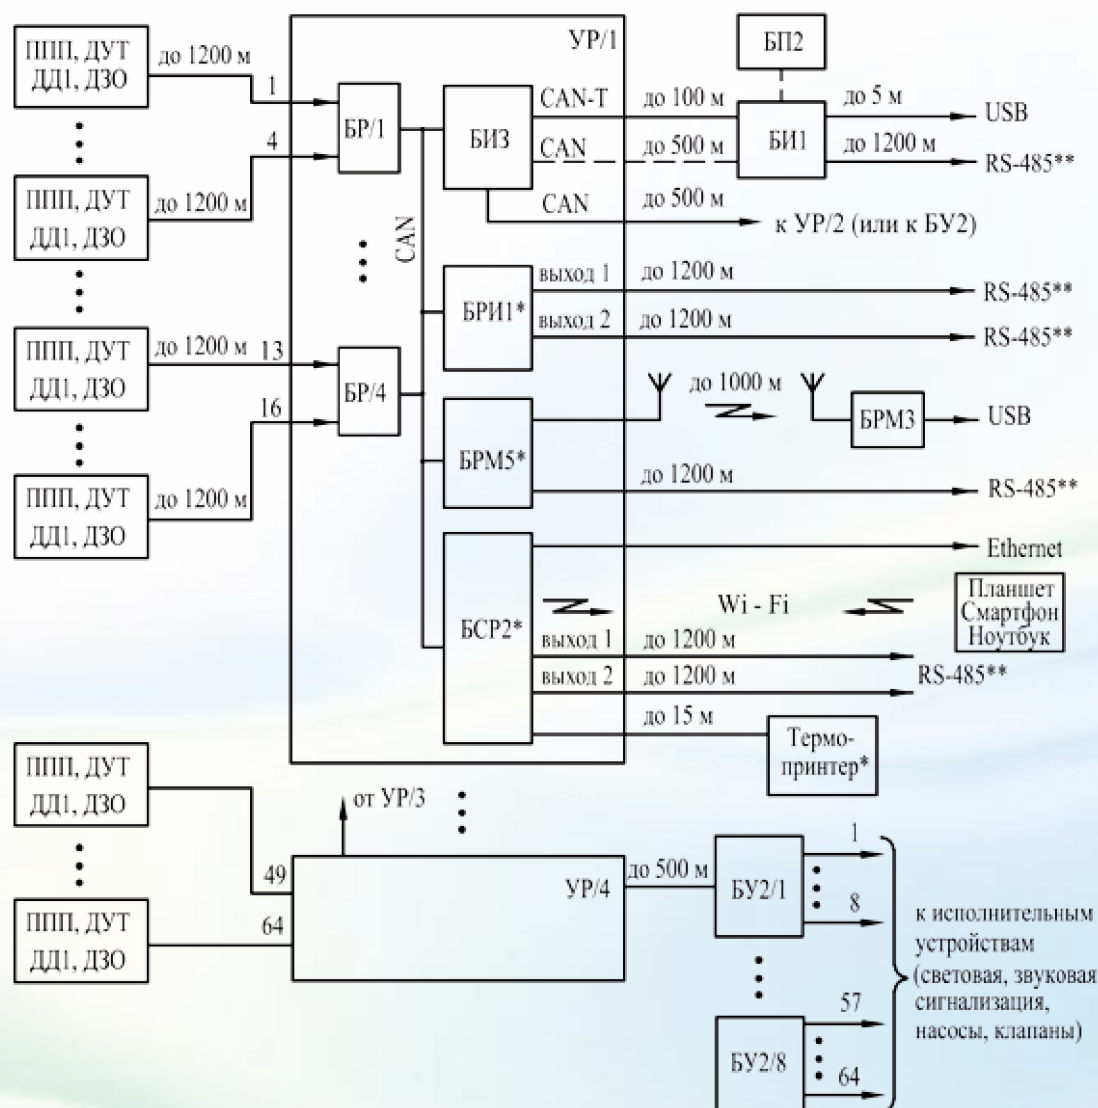 ППП, ДУТ
ДД1, ДЗО
до 1200 м
1
УР/1
БР/1
БИЗ
CAN-T
до 100 м
БП2
БИ1
до 5 м
USB
4
CAN
до 500 м
до 1200 м
RS-485**
ППП, ДУТ
ДД1, ДЗО
до 1200 м
CAN
до 500 м
к УР/2 (или к БУ2)
CAN
БРИ1*
выход 1
до 1200 м
RS-485**
выход 2
до 1200 м
RS-485**
ППП, ДУТ
ДД1, ДЗО
до 1200 м
13
БР/4
16
до 1000 м
БРМ3
USB
БРМ5*
до 1200 м
RS-485**
ППП, ДУТ
ДД1, ДЗО
до 1200 м
Ethernet
БСР2*
Wi - Fi
Планшет
Смартфон
Ноутбук
выход 1
до 1200 м
выход 2
до 1200 м
RS-485**
до 15 м
Термо-
принтер*
ППП, ДУТ
ДД1, ДЗО
от УР/3
49
64
УР/4
до 500 м
БУ2/1
1
8
ППП, ДУТ
ДД1, ДЗО
к исполнительным
устройствам
(световая, звуковая
сигнализация,
насосы, клапаны)
БУ2/8
57
64